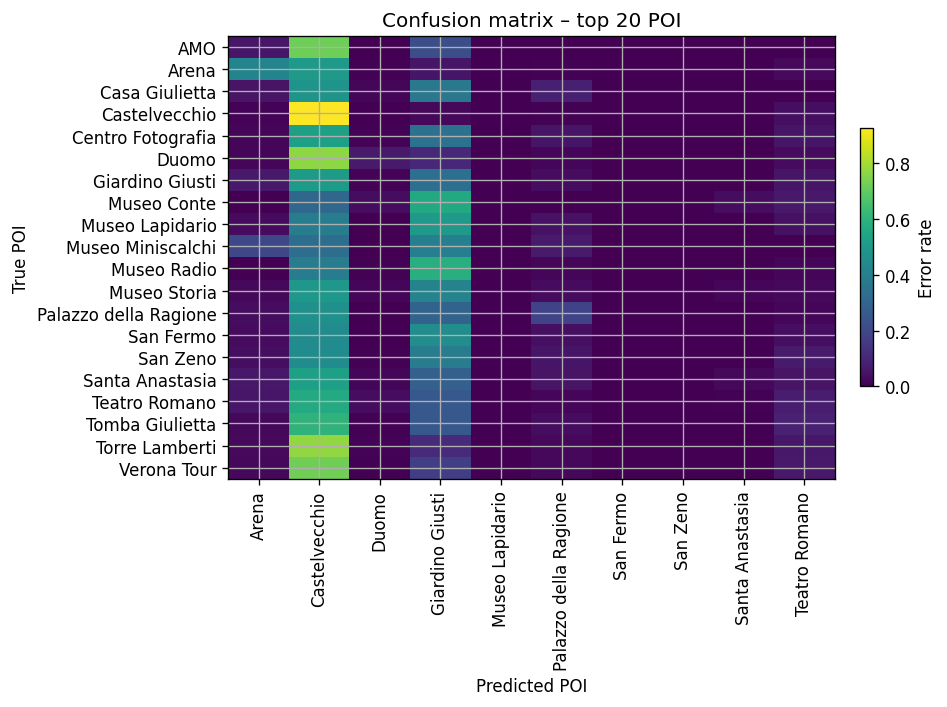 Confusion matrix – top 20 POI
True POI
AMO
Arena
Casa Giulietta
Castelvecchio
Centro Fotografia
Duomo
Giardino Giusti
Museo Conte
Museo Lapidario
Museo Miniscalchi
Museo Radio
Museo Storia
Palazzo della Ragione
San Fermo
San Zeno
Santa Anastasia
Teatro Romano
Tomba Giulietta
Torre Lamberti
Verona Tour
Arena
Castelvecchio
Duomo
Giardino Giusti
Museo Lapidario
Palazzo della Ragione
San Fermo
San Zeno
Santa Anastasia
Teatro Romano
Predicted POI
0.8
0.6
0.4
0.2
0.0
Error rate